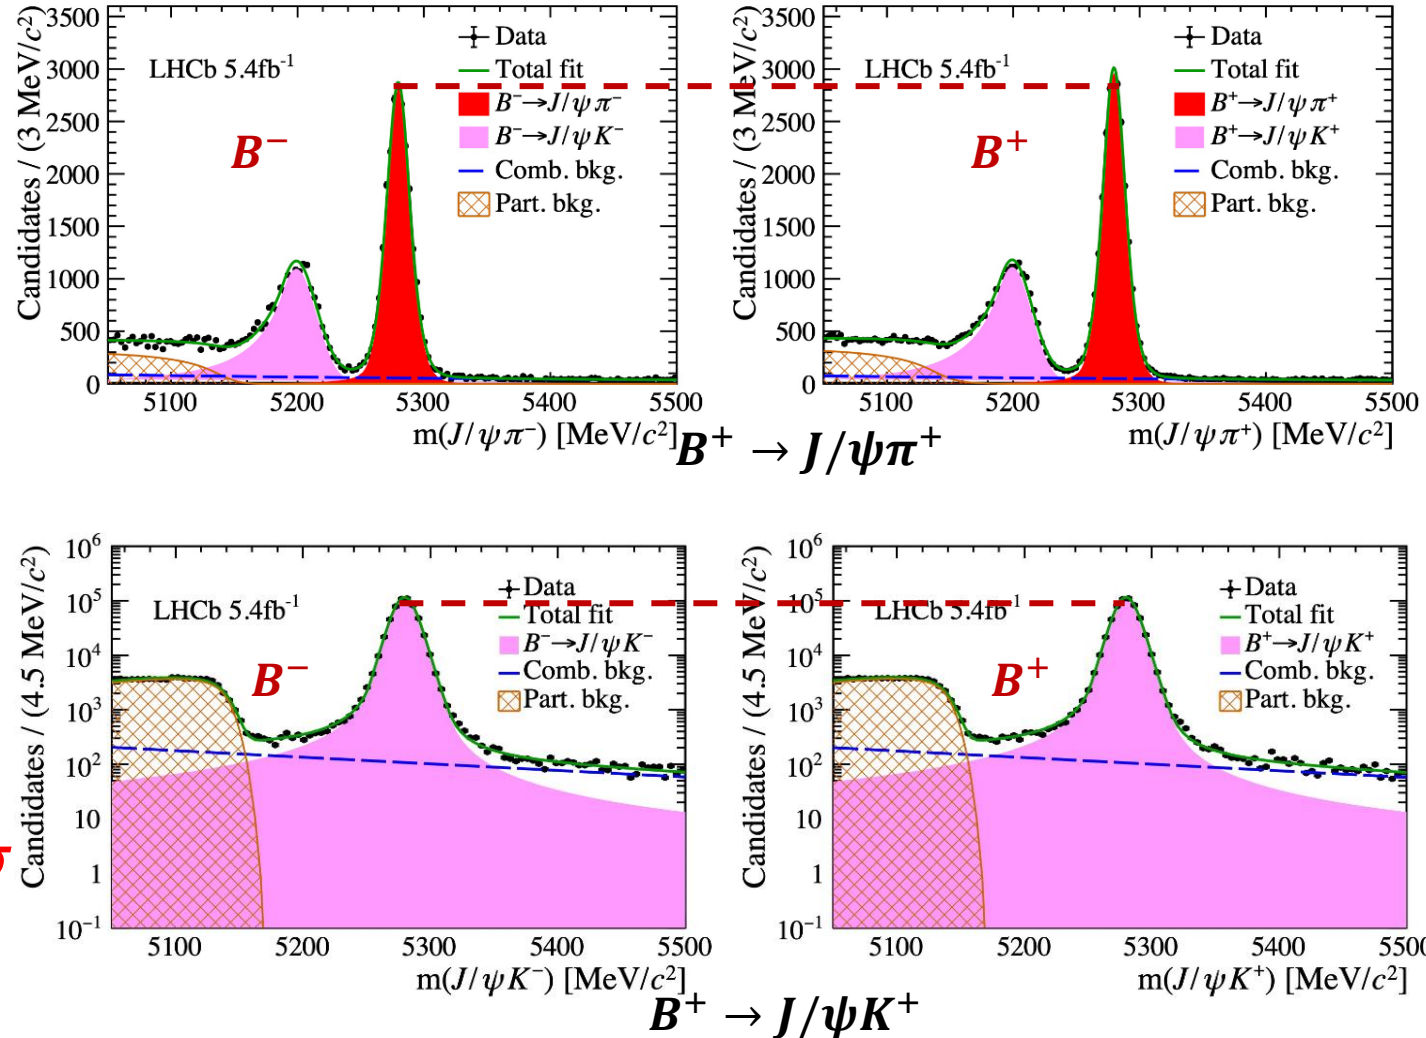 Candidates / (3 MeV/c²)
3500
3000
2500
2000
1500
1000
500
0
LHCb 5.4fb⁻¹
B⁻
Data
Total fit
B⁻→J/ψπ⁻
B⁻→J/ψK⁻
Comb. bkg.
Part. bkg.
5100 5200 5300 5400 5500
m(J/ψπ⁻) [MeV/c²]
Candidates / (3 MeV/c²)
3500
3000
2500
2000
1500
1000
500
0
LHCb 5.4fb⁻¹
B⁺
Data
Total fit
B⁺→J/ψπ⁺
B⁺→J/ψK⁺
Comb. bkg.
Part. bkg.
5100 5200 5300 5400 5500
m(J/ψπ⁺) [MeV/c²]
B⁺ → J/ψπ⁺
Candidates / (4.5 MeV/c²)
10⁶
10⁵
10⁴
10³
10²
10
1
10⁻¹
LHCb 5.4fb⁻¹
B⁻
Data
Total fit
B⁻→J/ψK⁻
Comb. bkg.
Part. bkg.
5100 5200 5300 5400 5500
m(J/ψK⁻) [MeV/c²]
Candidates / (4.5 MeV/c²)
10⁶
10⁵
10⁴
10³
10²
10
1
10⁻¹
LHCb 5.4fb⁻¹
B⁺
Data
Total fit
B⁺→J/ψK⁺
Comb. bkg.
Part. bkg.
5100 5200 5300 5400 5500
m(J/ψK⁺) [MeV/c²]
B⁺ → J/ψK⁺